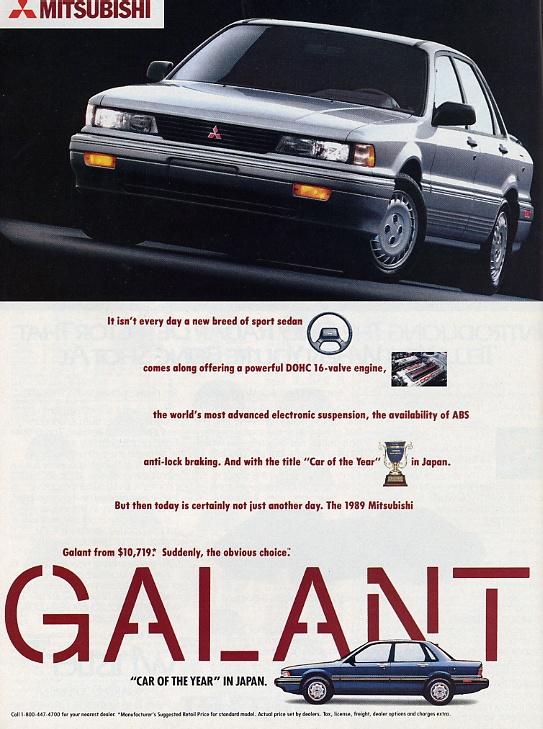 MITSUBISHI
It isn't every day a new breed of sport sedan
comes along offering a powerful DOHC 16-valve engine,
the world's most advanced electronic suspension, the availability of ABS
anti-lock braking. And with the title "Car of the Year" in Japan.
But then today is certainly not just another day. The 1989 Mitsubishi
Galant from $10,719.* Suddenly, the obvious choice.™
GALANT
"CAR OF THE YEAR" IN JAPAN.
Call 1-800-447-4700 for your nearest dealer. *Manufacturer's Suggested Retail Price for standard model. Actual price set by dealers. Tax, license, freight, dealer options and charges extra.